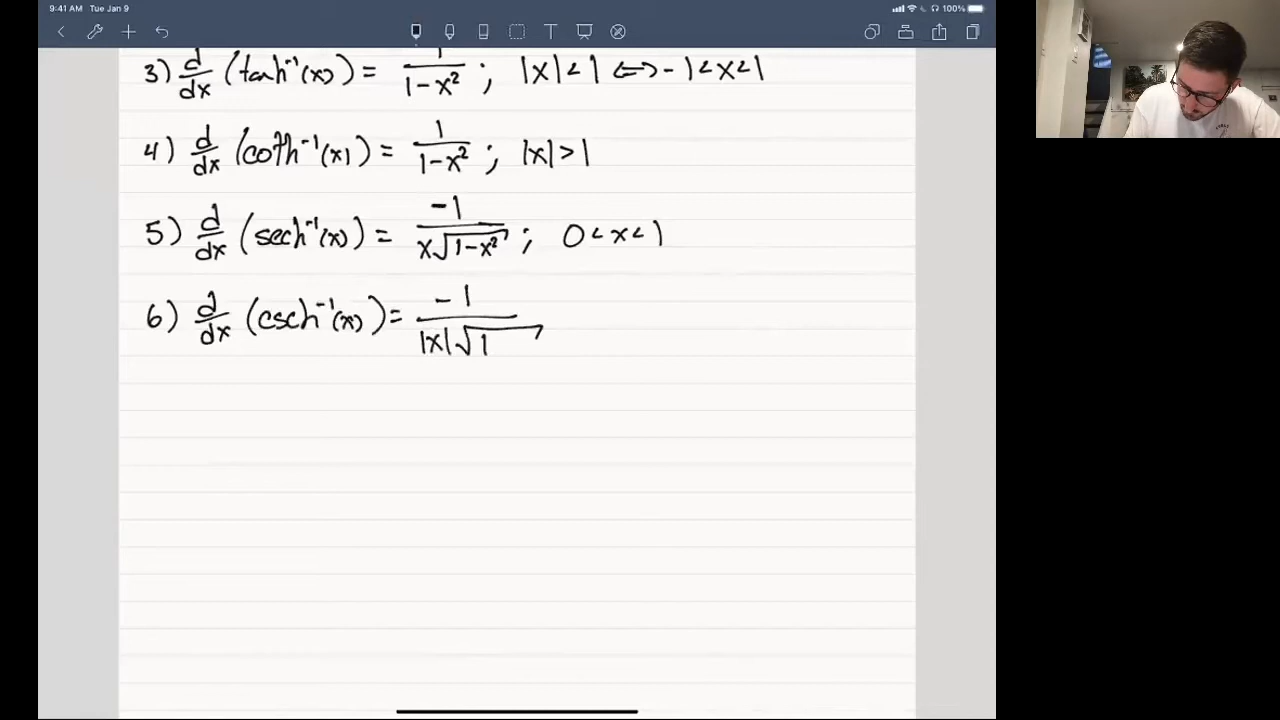 9:41 AM Tue Jan 9 100%
3) d/dx (tanh⁻¹(x)) = 1/(1-x²) ; |x| < 1 ⟺ -1 < x < 1
4) d/dx (coth⁻¹(x)) = 1/(1-x²) ; |x| > 1
5) d/dx (sech⁻¹(x)) = -1/(x√(1-x²)) ; 0 < x < 1
6) d/dx (csch⁻¹(x)) = -1/(|x|√1